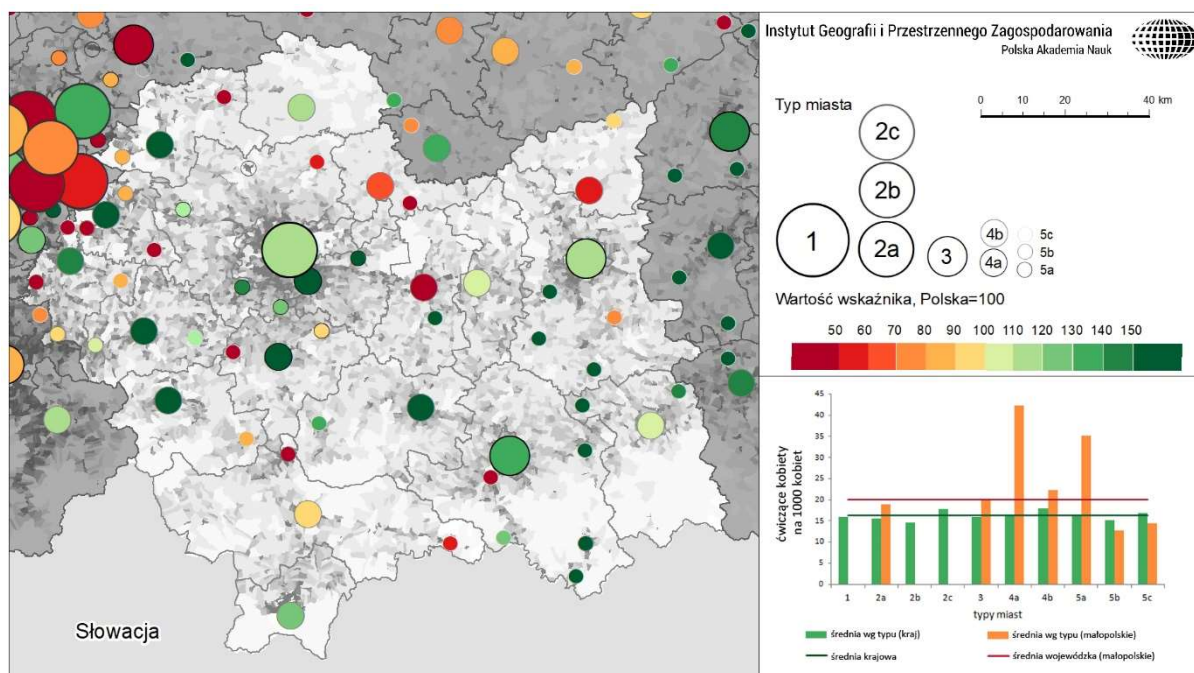 Instytut Geografii i Przestrzennego Zagospodarowania
Polska Akademia Nauk
Typ miasta
0 10 20 40 km
2c
2b
1
2a
3
4b
4a
5c
5b
5a
Wartość wskaźnika, Polska=100
50 60 70 80 90 100 110 120 130 140 150
Słowacja
ćwiczące kobiety
na 1000 kobiet
45
40
35
30
25
20
15
10
5
0
1 2a 2b 2c 3 4a 4b 5a 5b 5c
typy miast
średnia wg typu (kraj)
średnia wg typu (małopolskie)
średnia krajowa
średnia wojewódzka (małopolskie)